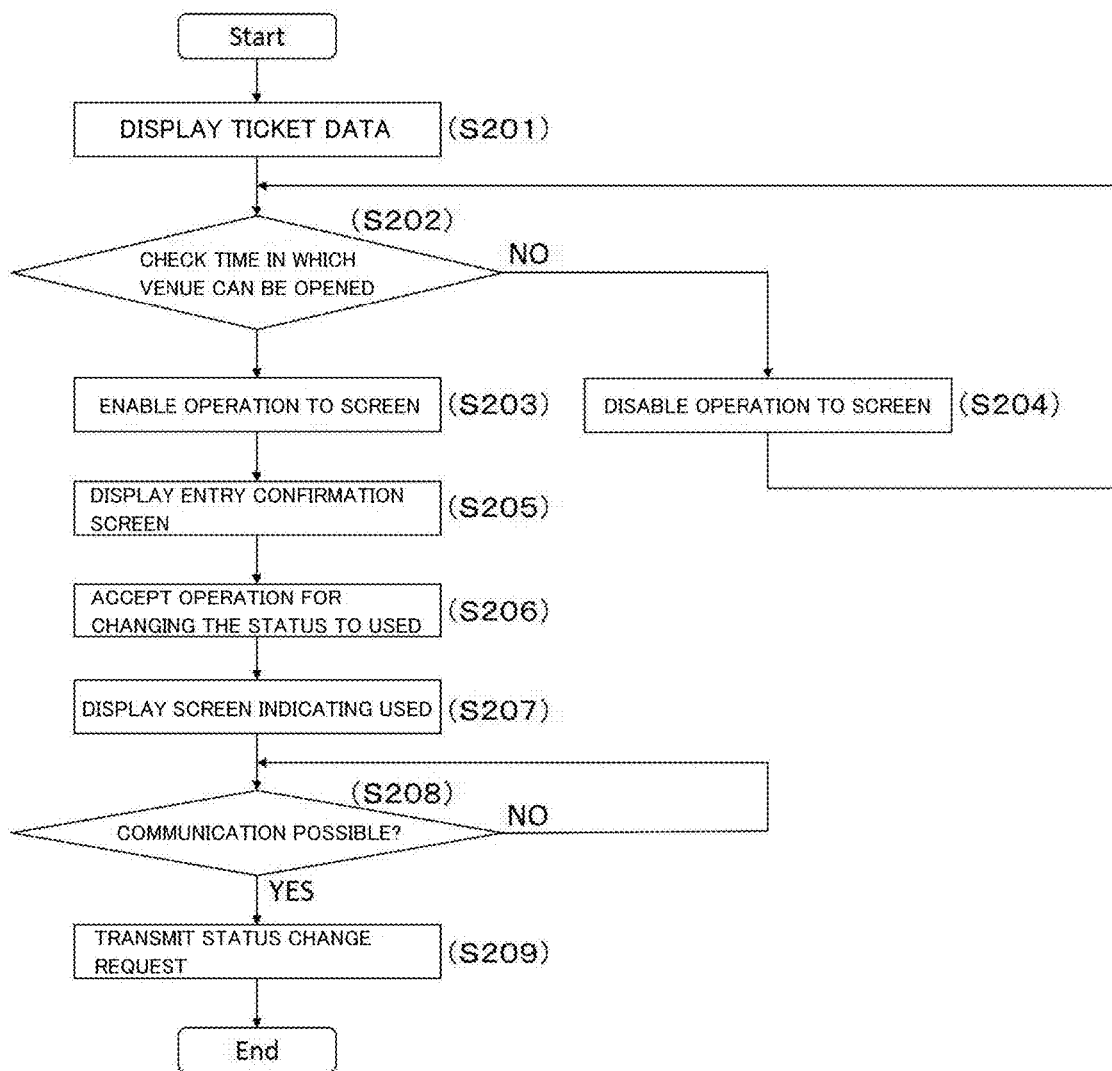 Start
DISPLAY TICKET DATA
(S201)
(S202)
CHECK TIME IN WHICH
VENUE CAN BE OPENED
NO
ENABLE OPERATION TO SCREEN
(S203)
DISABLE OPERATION TO SCREEN
(S204)
DISPLAY ENTRY CONFIRMATION
SCREEN
(S205)
ACCEPT OPERATION FOR
CHANGING THE STATUS TO USED
(S206)
DISPLAY SCREEN INDICATING USED
(S207)
(S208)
COMMUNICATION POSSIBLE?
NO
YES
TRANSMIT STATUS CHANGE
REQUEST
(S209)
End